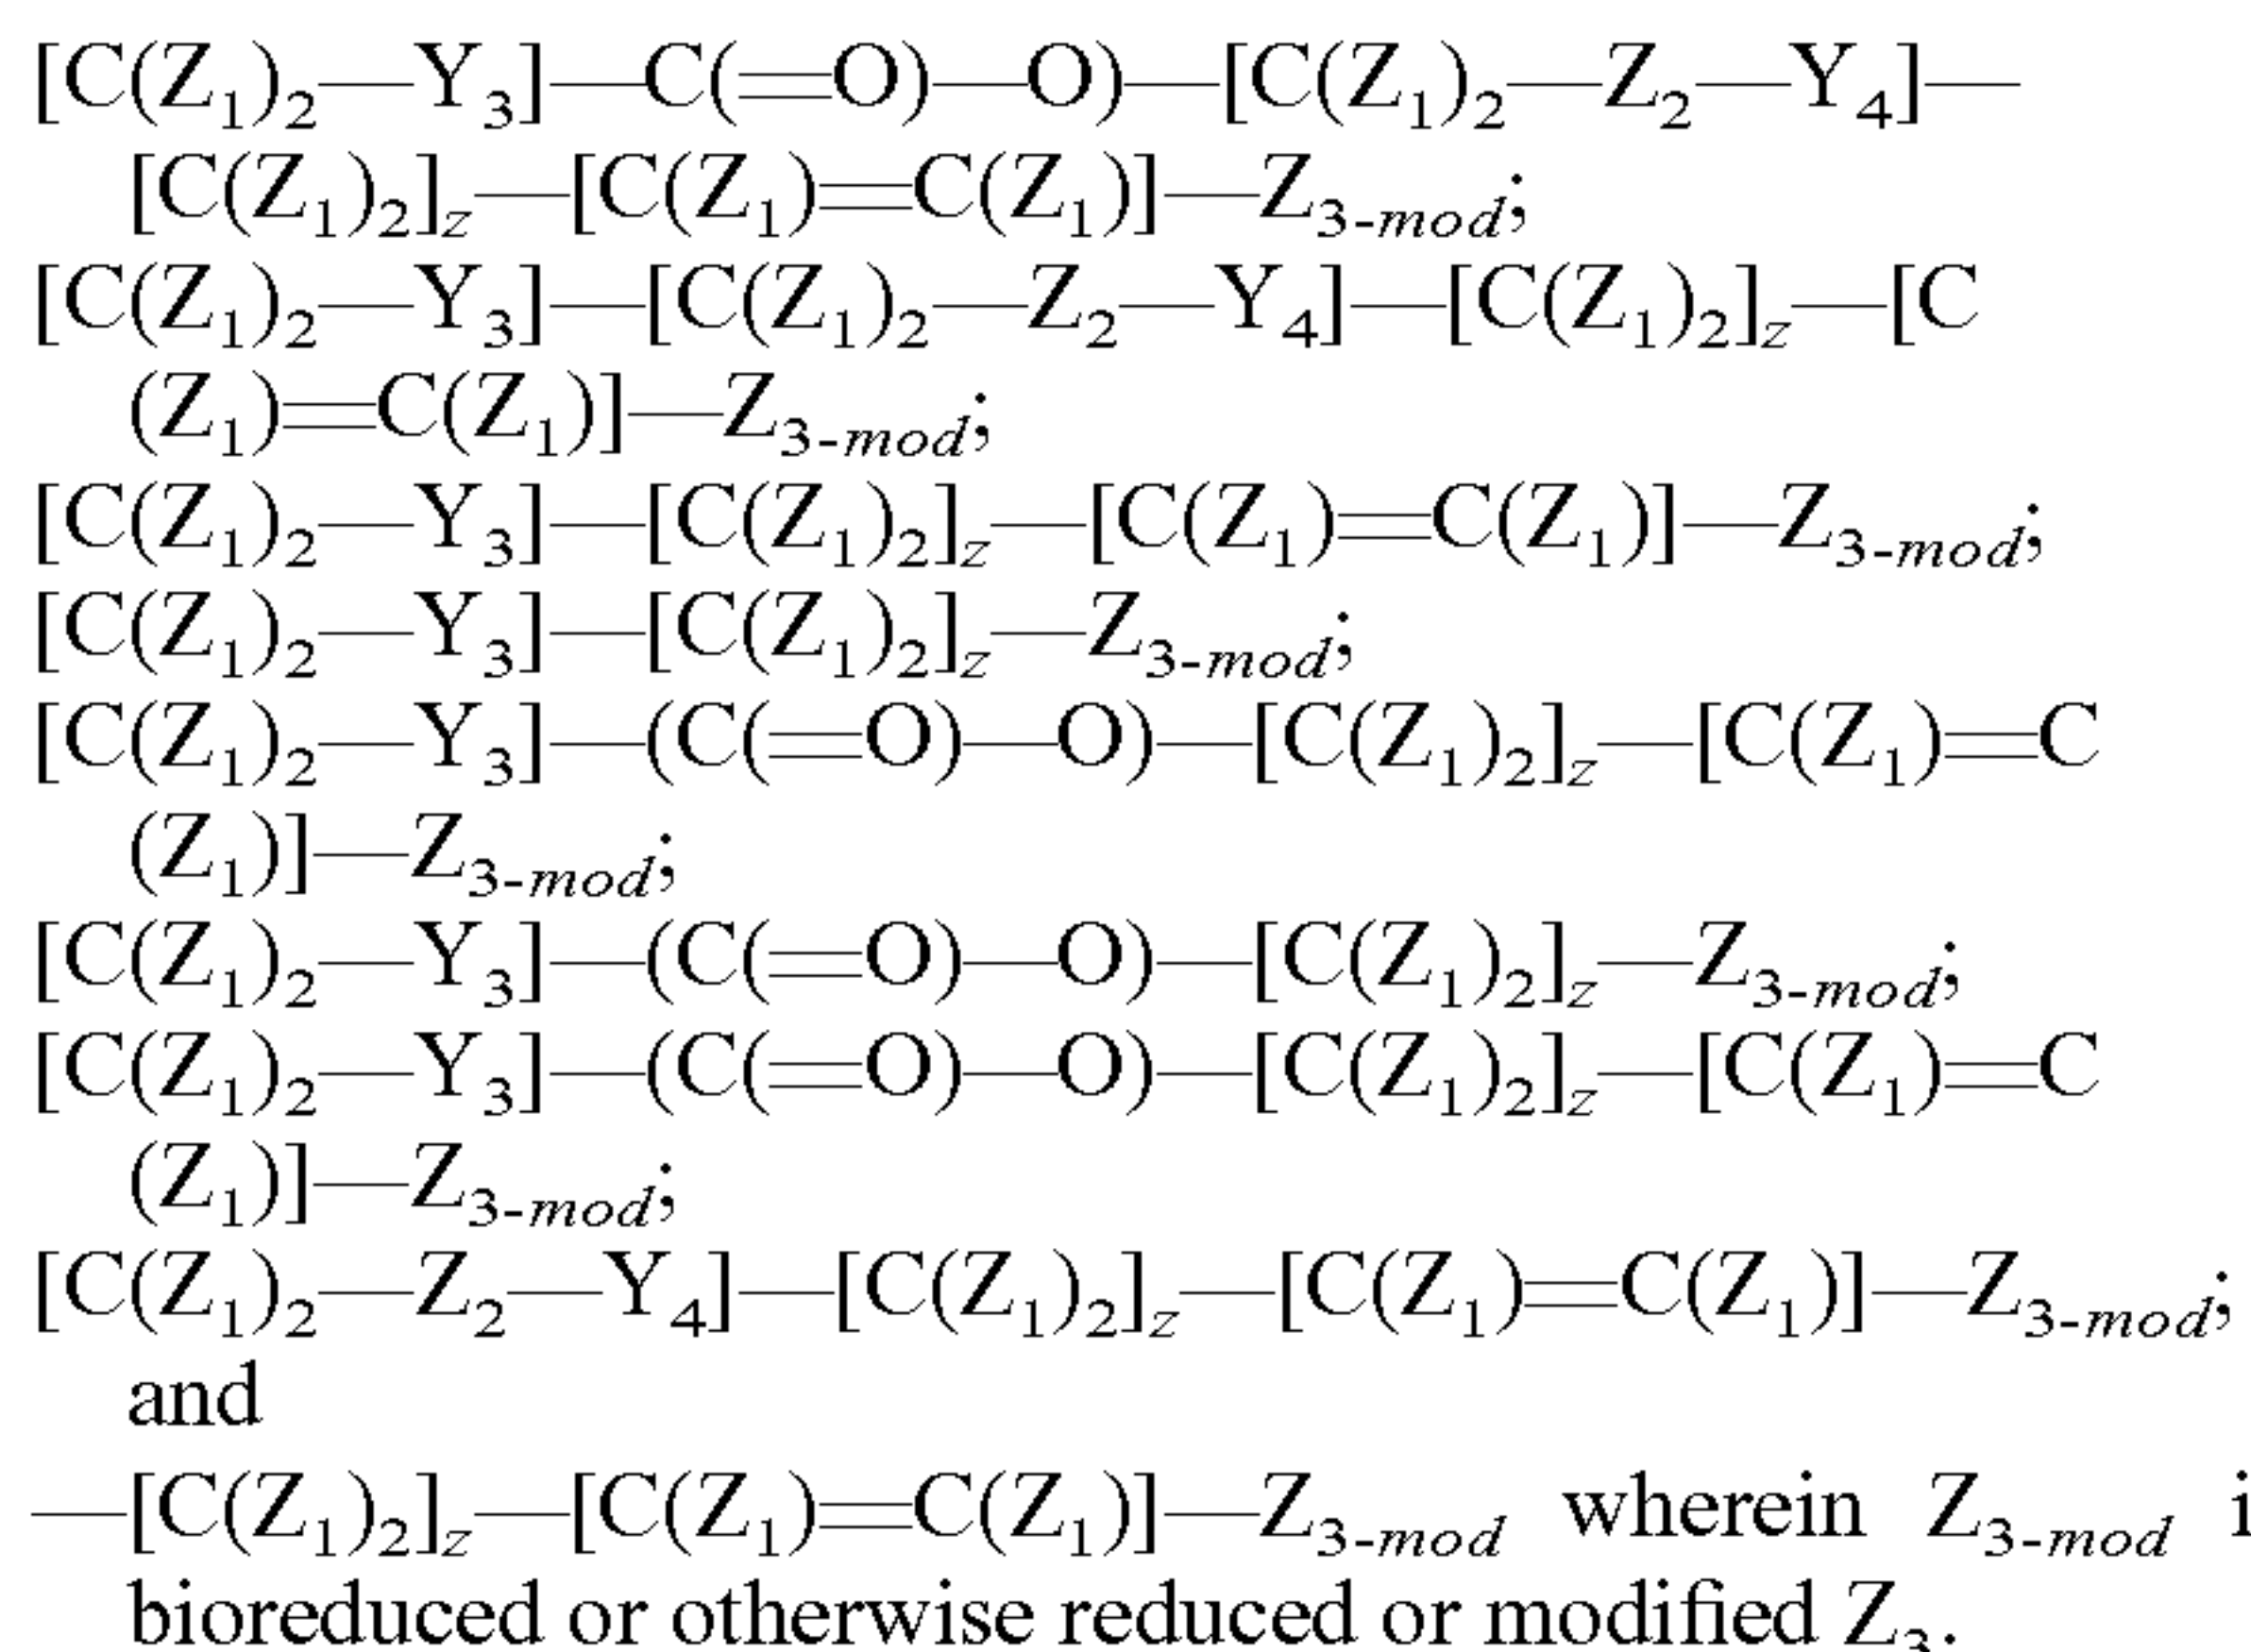 [C(Z₁)₂—Y₃]—C(═O)—O)—[C(Z₁)₂—Z₂—Y₄]—
[C(Z₁)₂]z—[C(Z₁)═C(Z₁)]—Z₃₋mod;
[C(Z₁)₂—Y₃]—[C(Z₁)₂—Z₂—Y₄]—[C(Z₁)₂]z—[C
(Z₁)═C(Z₁)]—Z₃₋mod;
[C(Z₁)₂—Y₃]—[C(Z₁)₂]z—[C(Z₁)═C(Z₁)]—Z₃₋mod;
[C(Z₁)₂—Y₃]—[C(Z₁)₂]z—Z₃₋mod;
[C(Z₁)₂—Y₃]—(C(═O)—O)—[C(Z₁)₂]z—[C(Z₁)═C
(Z₁)]—Z₃₋mod;
[C(Z₁)₂—Y₃]—(C(═O)—O)—[C(Z₁)₂]z—Z₃₋mod;
[C(Z₁)₂—Y₃]—(C(═O)—O)—[C(Z₁)₂]z—[C(Z₁)═C
(Z₁)]—Z₃₋mod;
[C(Z₁)₂—Z₂—Y₄]—[C(Z₁)₂]z—[C(Z₁)═C(Z₁)]—Z₃₋mod;
and
—[C(Z₁)₂]z—[C(Z₁)═C(Z₁)]—Z₃₋mod wherein Z₃₋mod i
bioreduced or otherwise reduced or modified Z₃.